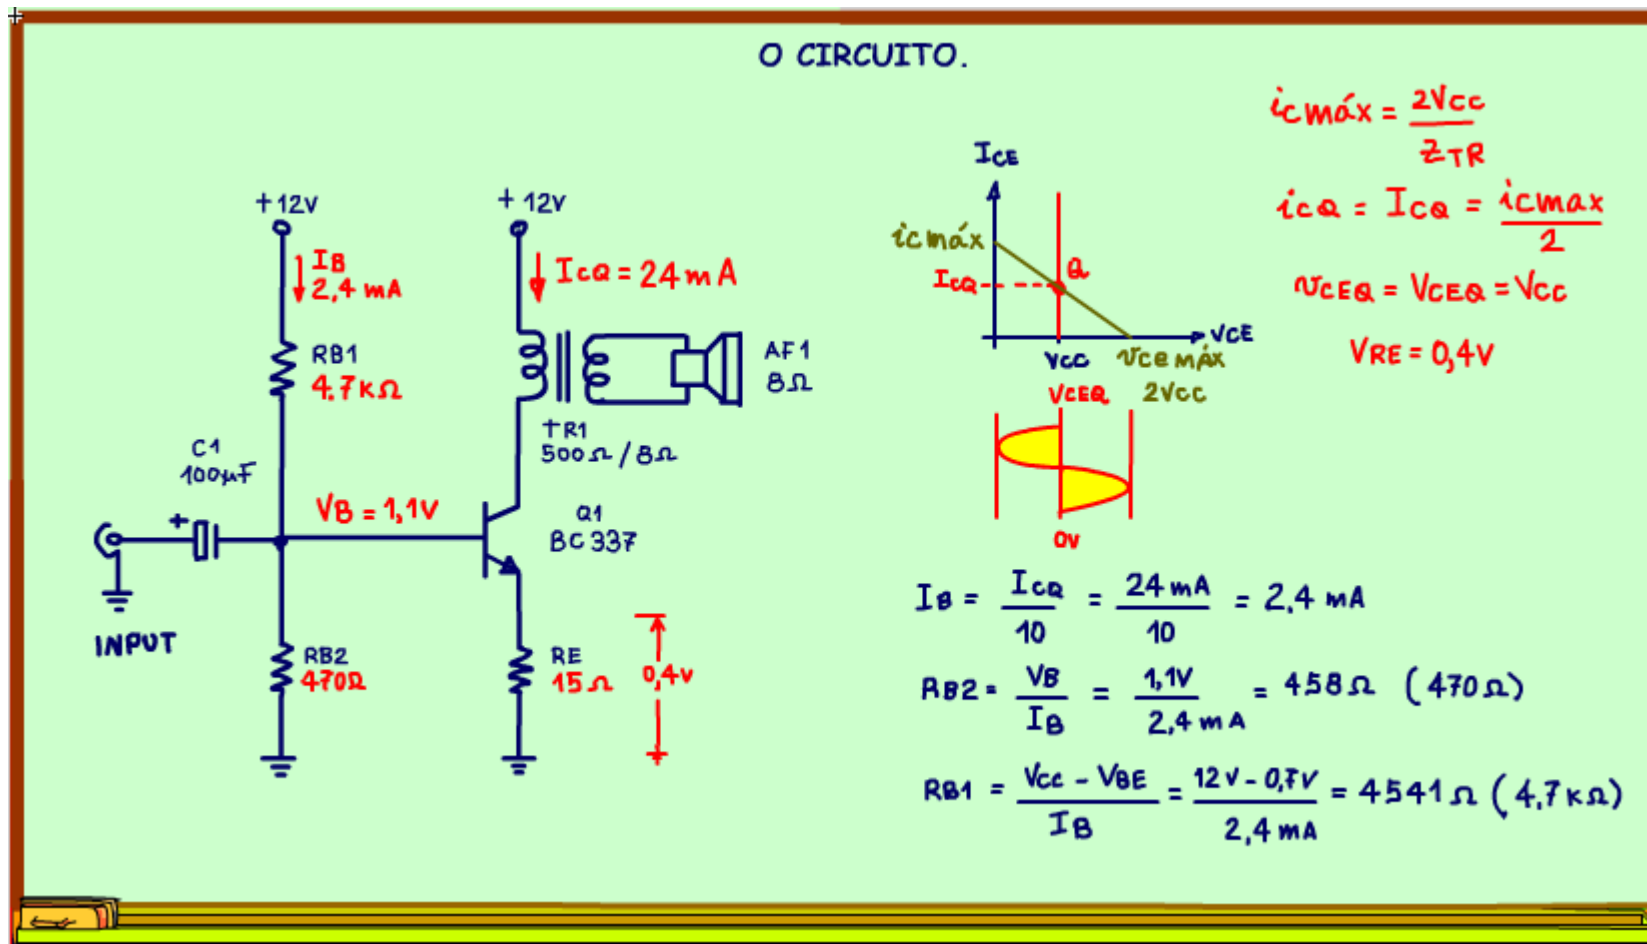 O CIRCUITO.
+12V
IB
2,4 mA
RB1
4.7KΩ
C1
100µF
+
VB = 1,1V
INPUT
RB2
470Ω
+12V
ICQ = 24 mA
TR1
500Ω / 8Ω
AF1
8Ω
Q1
BC 337
RE
15Ω
0,4V
ICE
icmáx
ICQ
Q
VCE
VCC
vce máx
VCEQ
2VCC
0V
icmáx = 2VCC / ZTR
icQ = ICQ = icmax / 2
vCEQ = VCEQ = VCC
VRE = 0,4V
IB = ICQ / 10 = 24 mA / 10 = 2,4 mA
RB2 = VB / IB = 1,1V / 2,4 mA = 458Ω (470Ω)
RB1 = VCC - VBE / IB = 12V - 0,7V / 2,4 mA = 4541Ω (4,7KΩ)